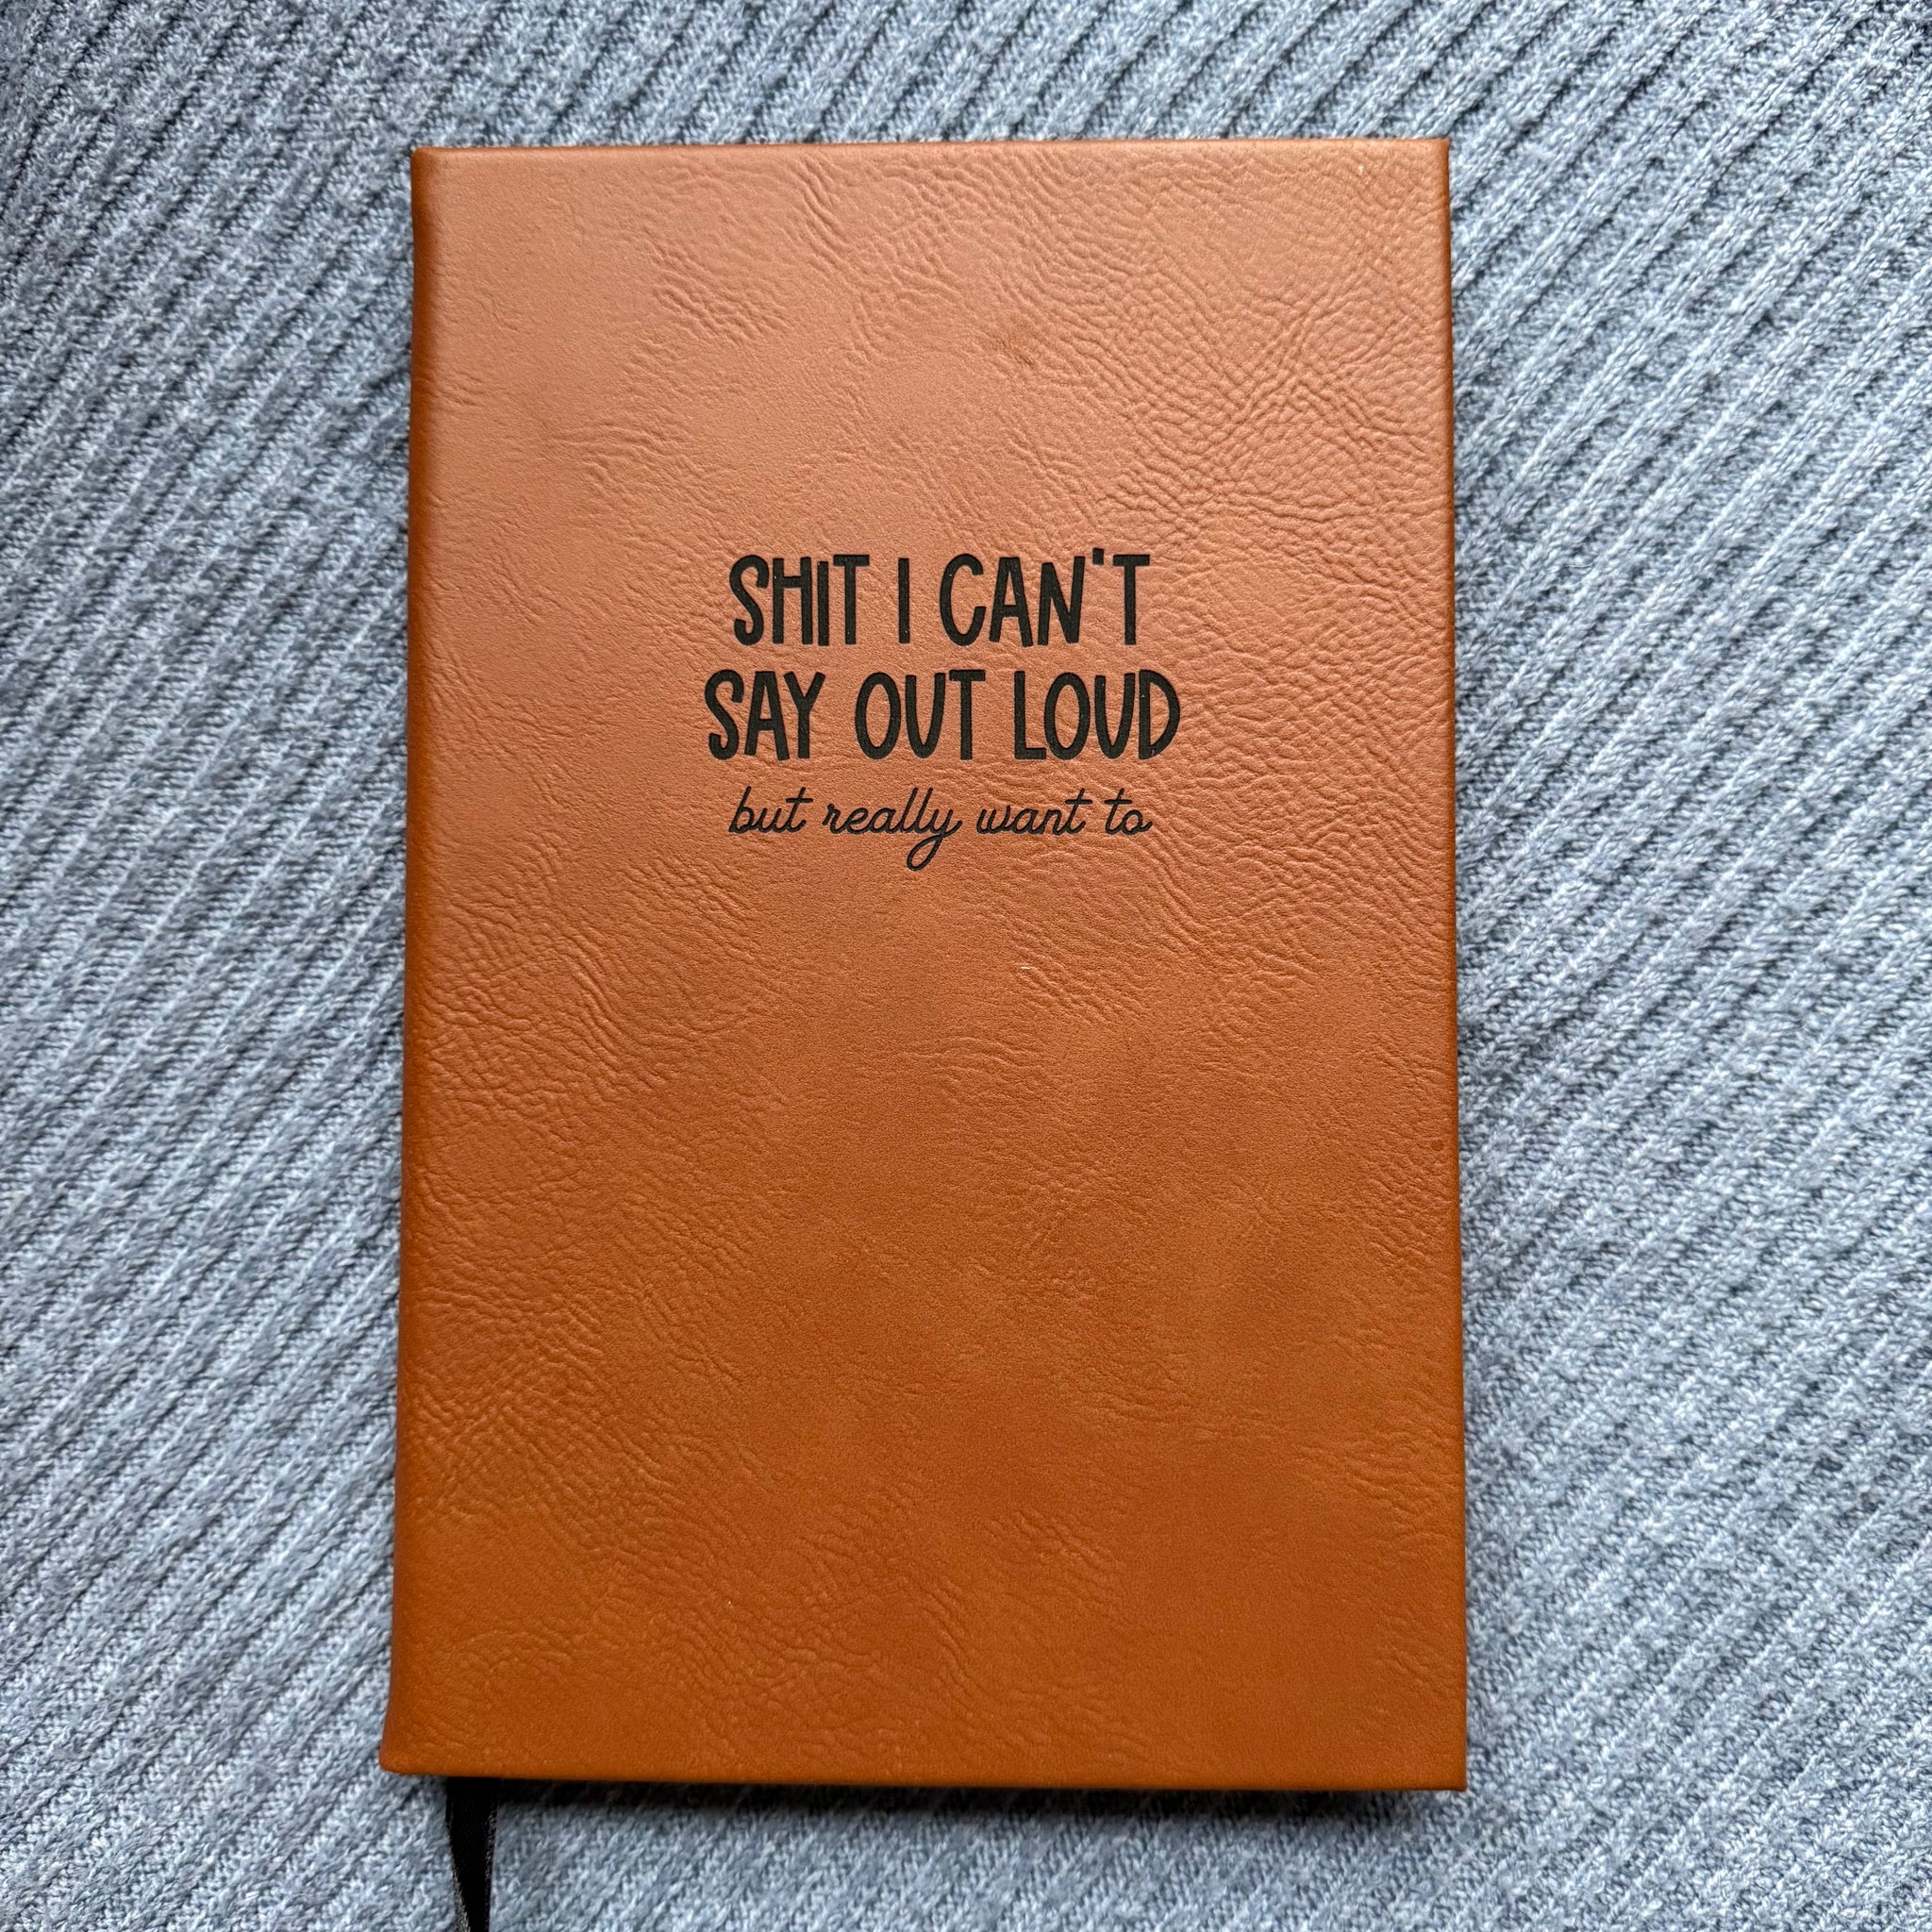 SHIT I CAN'T
SAY OUT LOUD
but really want to